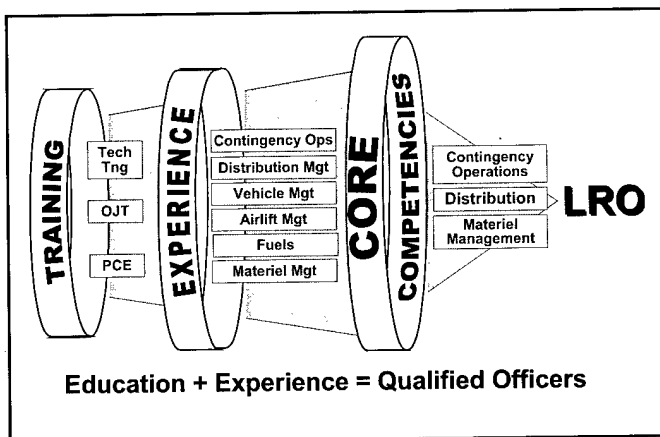 TRAINING
Tech
Tng
OJT
PCE
EXPERIENCE
Contingency Ops
Distribution Mgt
Vehicle Mgt
Airlift Mgt
Fuels
Materiel Mgt
CORE
COMPETENCIES
Contingency
Operations
Distribution
Materiel
Management
LRO
Education + Experience = Qualified Officers